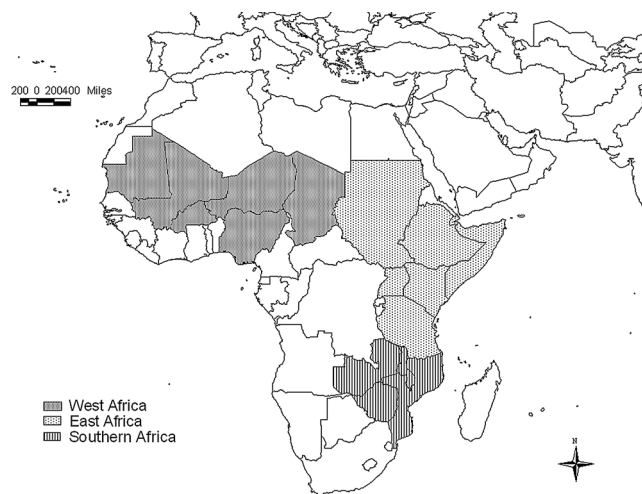 200 0 200400 Miles
West Africa
East Africa
Southern Africa
N